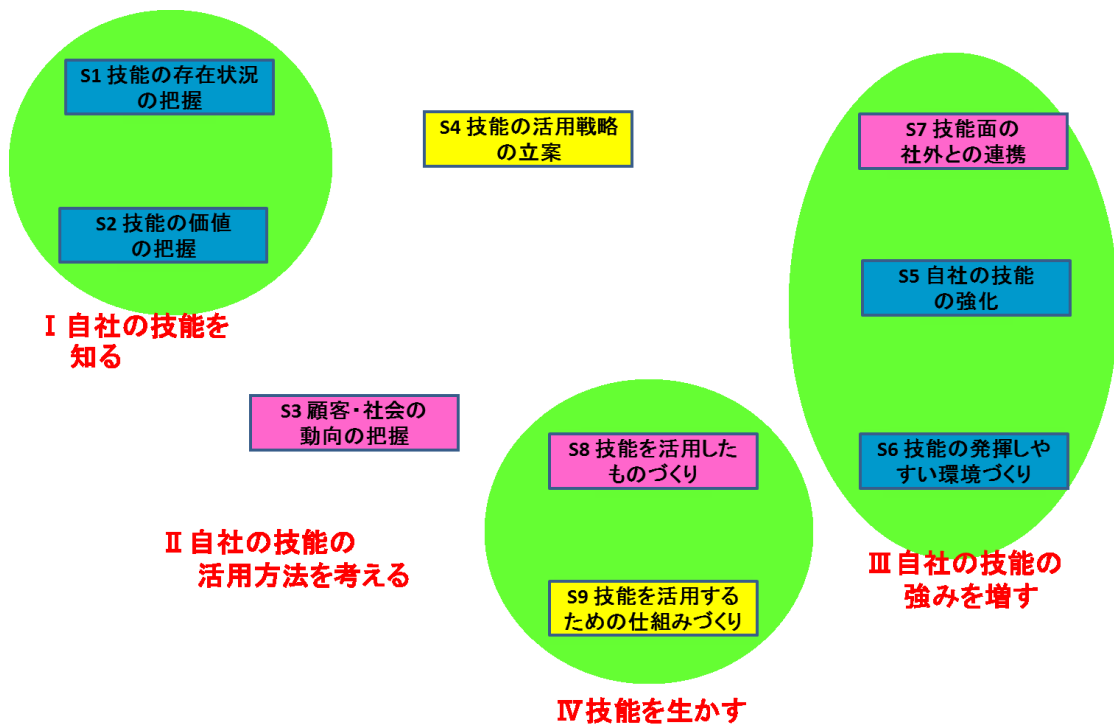 S1 技能の存在状況
の把握
S2 技能の価値
の把握
Ⅰ 自社の技能を
知る
S4 技能の活用戦略
の立案
S3 顧客・社会の
動向の把握
Ⅱ 自社の技能の
活用方法を考える
S7 技能面の
社外との連携
S5 自社の技能
の強化
S6 技能の発揮しや
すい環境づくり
Ⅲ 自社の技能の
強みを増す
S8 技能を活用した
ものづくり
S9 技能を活用する
ための仕組みづくり
Ⅳ 技能を生かす